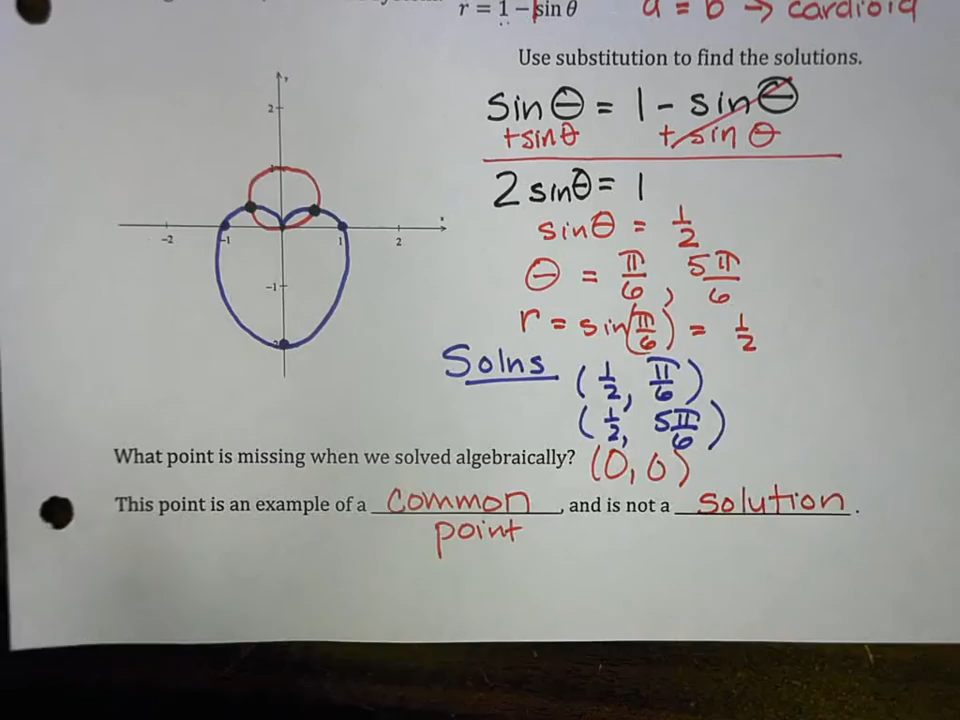 r = 1 − sin θ a = b → cardioid
Use substitution to find the solutions.
sin θ = 1 - sin θ
+sin θ + sin θ
2 sin θ = 1
sin θ = 1/2
θ = π/6, 5π/6
r = sin(π/6) = 1/2
Solns (1/2, π/6)
(1/2, 5π/6)
y
2
1
x
−2
−1
1
2
−1
What point is missing when we solved algebraically? (0,0)
This point is an example of a common , and is not a solution .
point